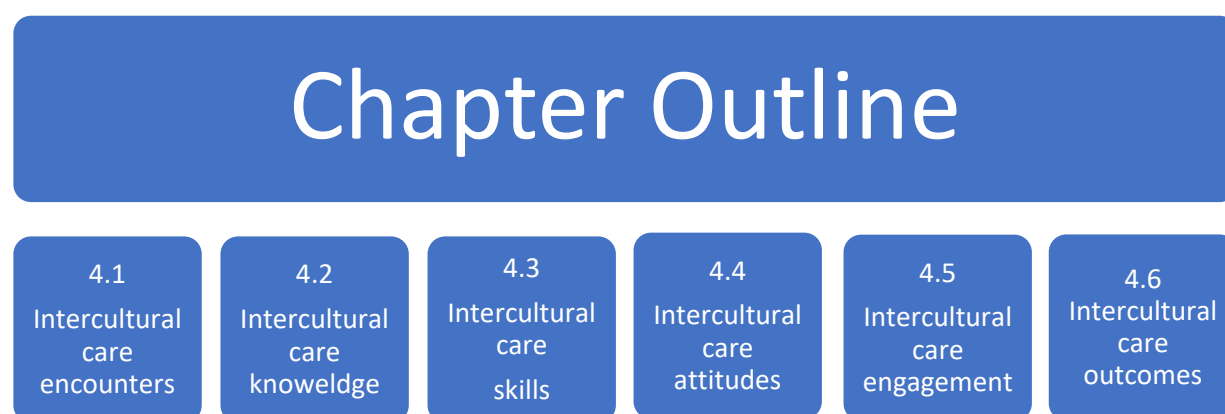 Chapter Outline
4.1
Intercultural
care
encounters
4.2
Intercultural
care
knoweldge
4.3
Intercultural
care
skills
4.4
Intercultural
care
attitudes
4.5
Intercultural
care
engagement
4.6
Intercultural
care
outcomes